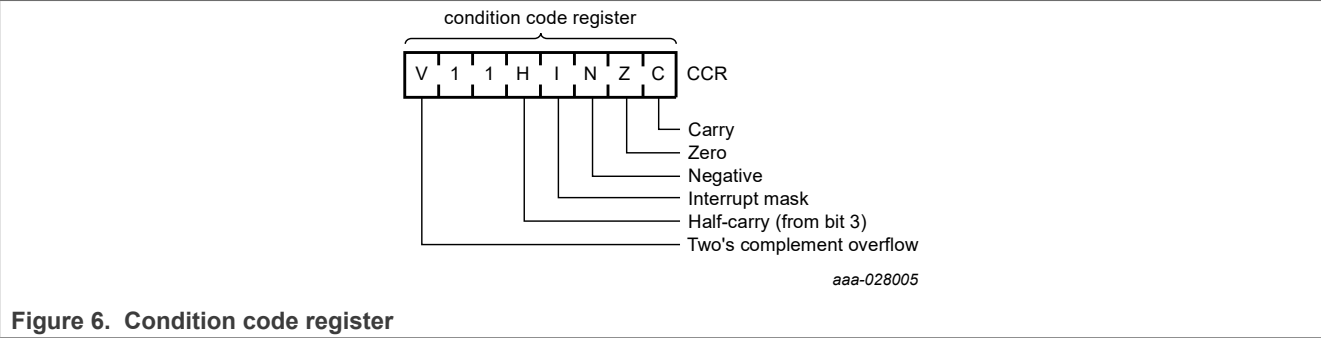 condition code register
V 1 1 H I N Z C CCR
Carry
Zero
Negative
Interrupt mask
Half-carry (from bit 3)
Two's complement overflow
aaa-028005
Figure 6. Condition code register